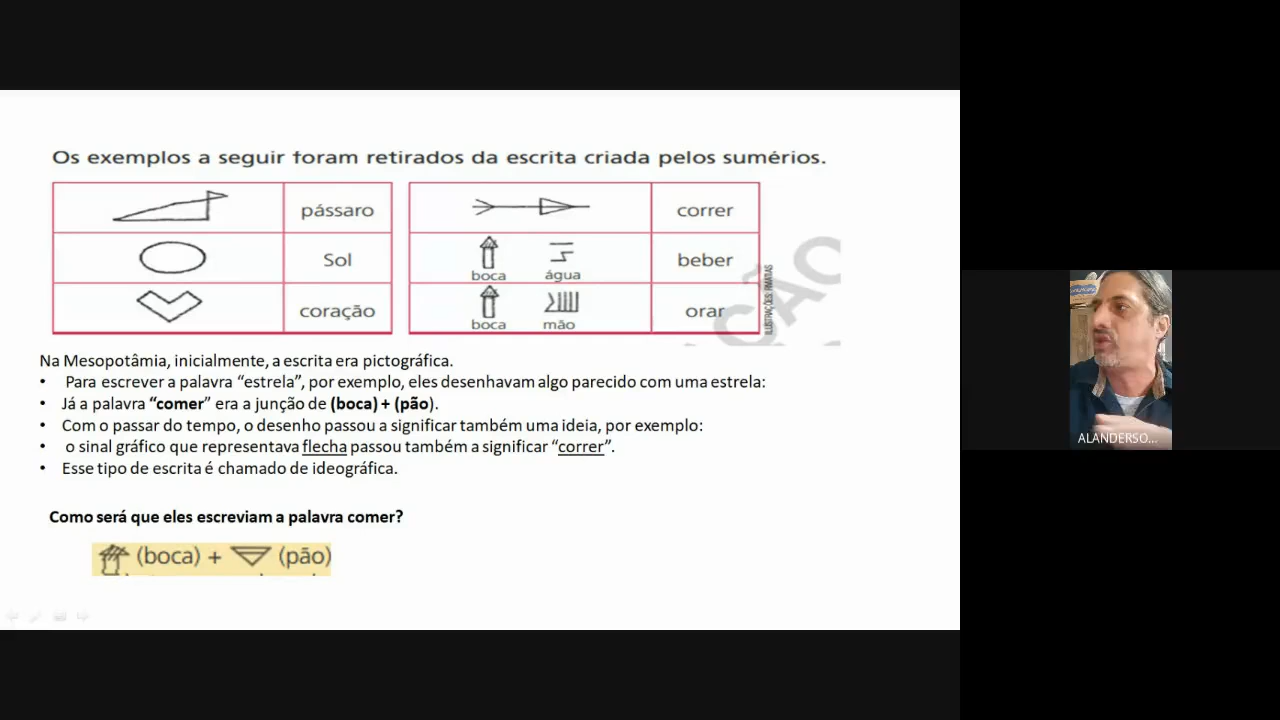 Os exemplos a seguir foram retirados da escrita criada pelos sumérios.
pássaro
Sol
coração
correr
boca água beber
boca mão orar
ILUSTRAÇÕES: RIMATIAS
ÇÃO
Na Mesopotâmia, inicialmente, a escrita era pictográfica.
• Para escrever a palavra “estrela”, por exemplo, eles desenhavam algo parecido com uma estrela:
• Já a palavra “comer” era a junção de (boca) + (pão).
• Com o passar do tempo, o desenho passou a significar também uma ideia, por exemplo:
• o sinal gráfico que representava flecha passou também a significar “correr”.
• Esse tipo de escrita é chamado de ideográfica.
Como será que eles escreviam a palavra comer?
(boca) + (pão)
ALANDERSO...